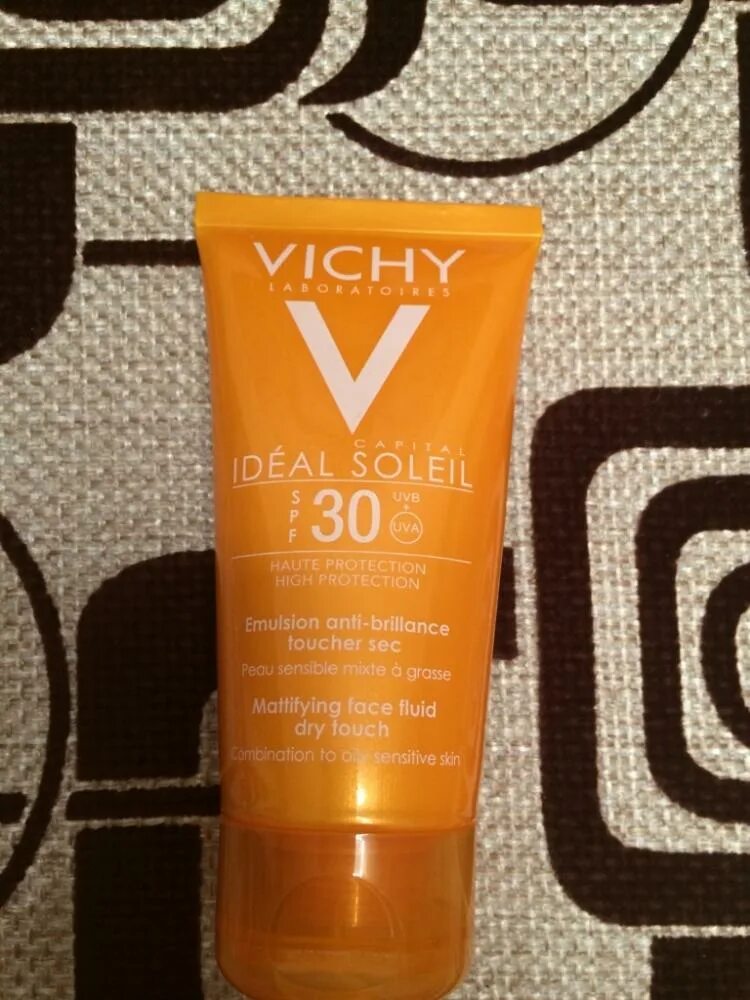 VICHY
LABORATOIRES
V
CAPITAL
IDÉAL SOLEIL
SPF 30 UVB + UVA
HAUTE PROTECTION
HIGH PROTECTION
Emulsion anti-brillance
toucher sec
Peau sensible mixte à grasse
Mattifying face fluid
dry touch
Combination to oily sensitive skin